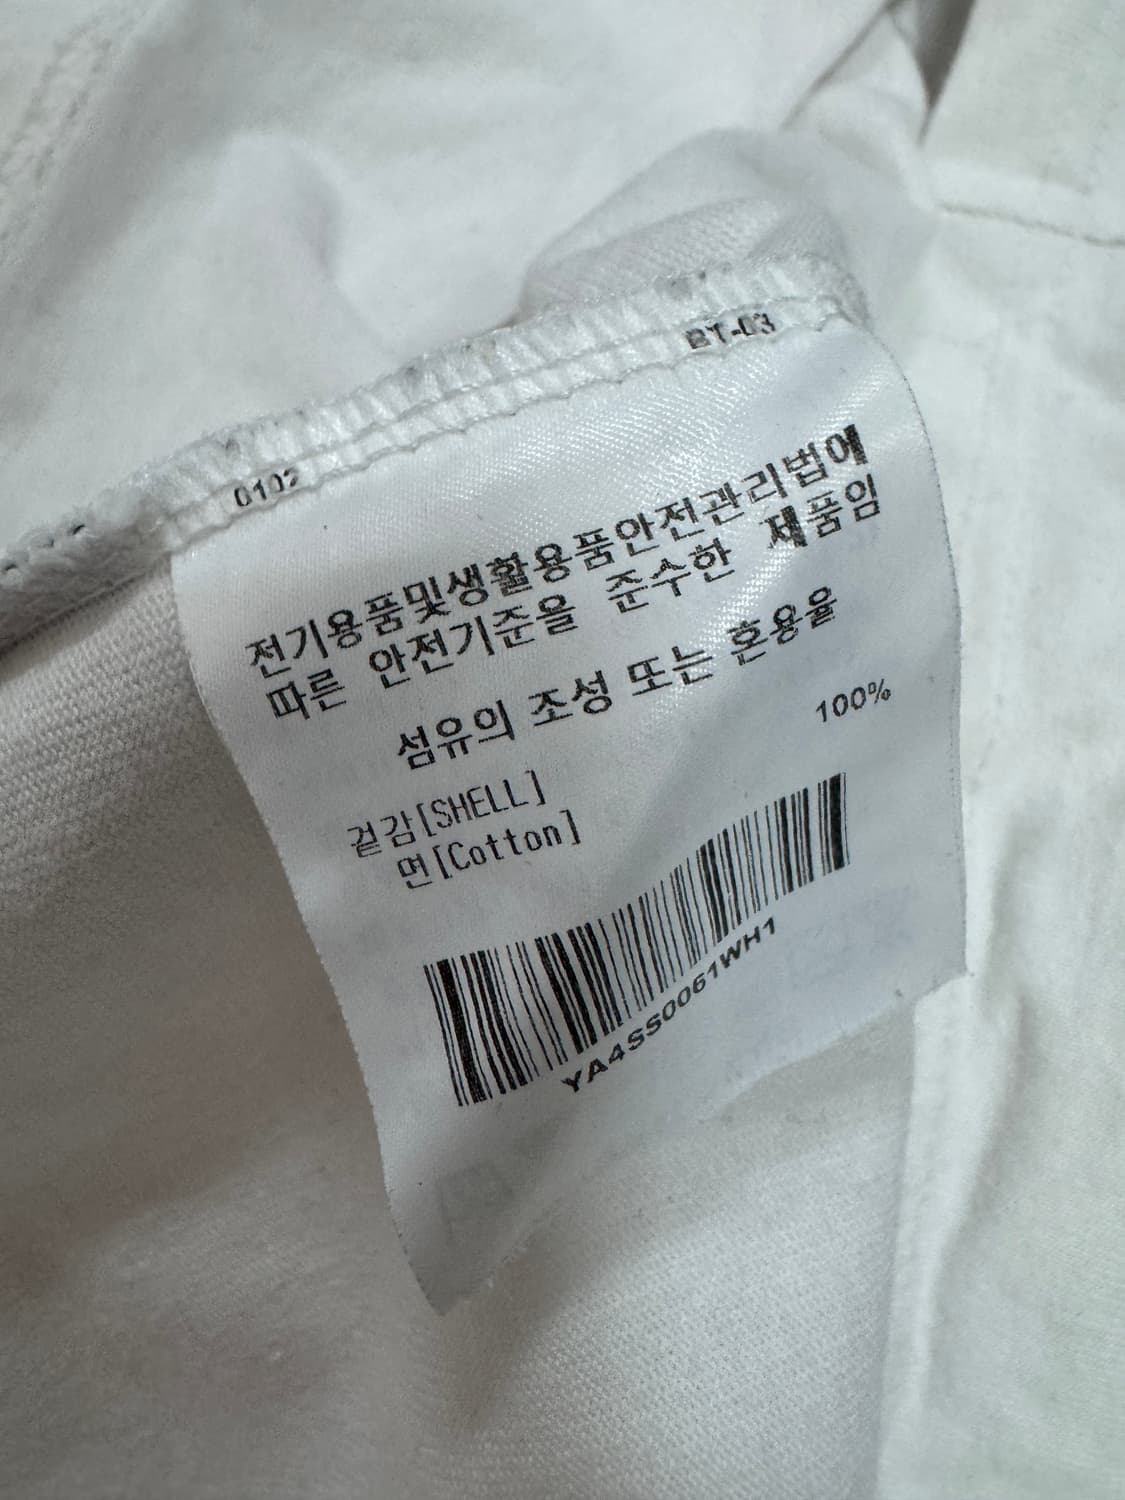 BT-03
0102
전기용품및생활용품안전관리법에
따른 안전기준을 준수한 제품임
섬유의 조성 또는 혼용율
100%
겉감[SHELL]
면[Cotton]
YA4SS0061WH1